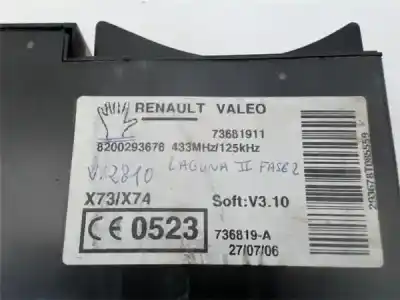 RENAULT VALEO
73681911
8200293676 433MHz/125kHz
V.2810 LAGUNA II FASE 2
X73/X74 Soft:V3.10
CE 0523 736819-A
27/07/06